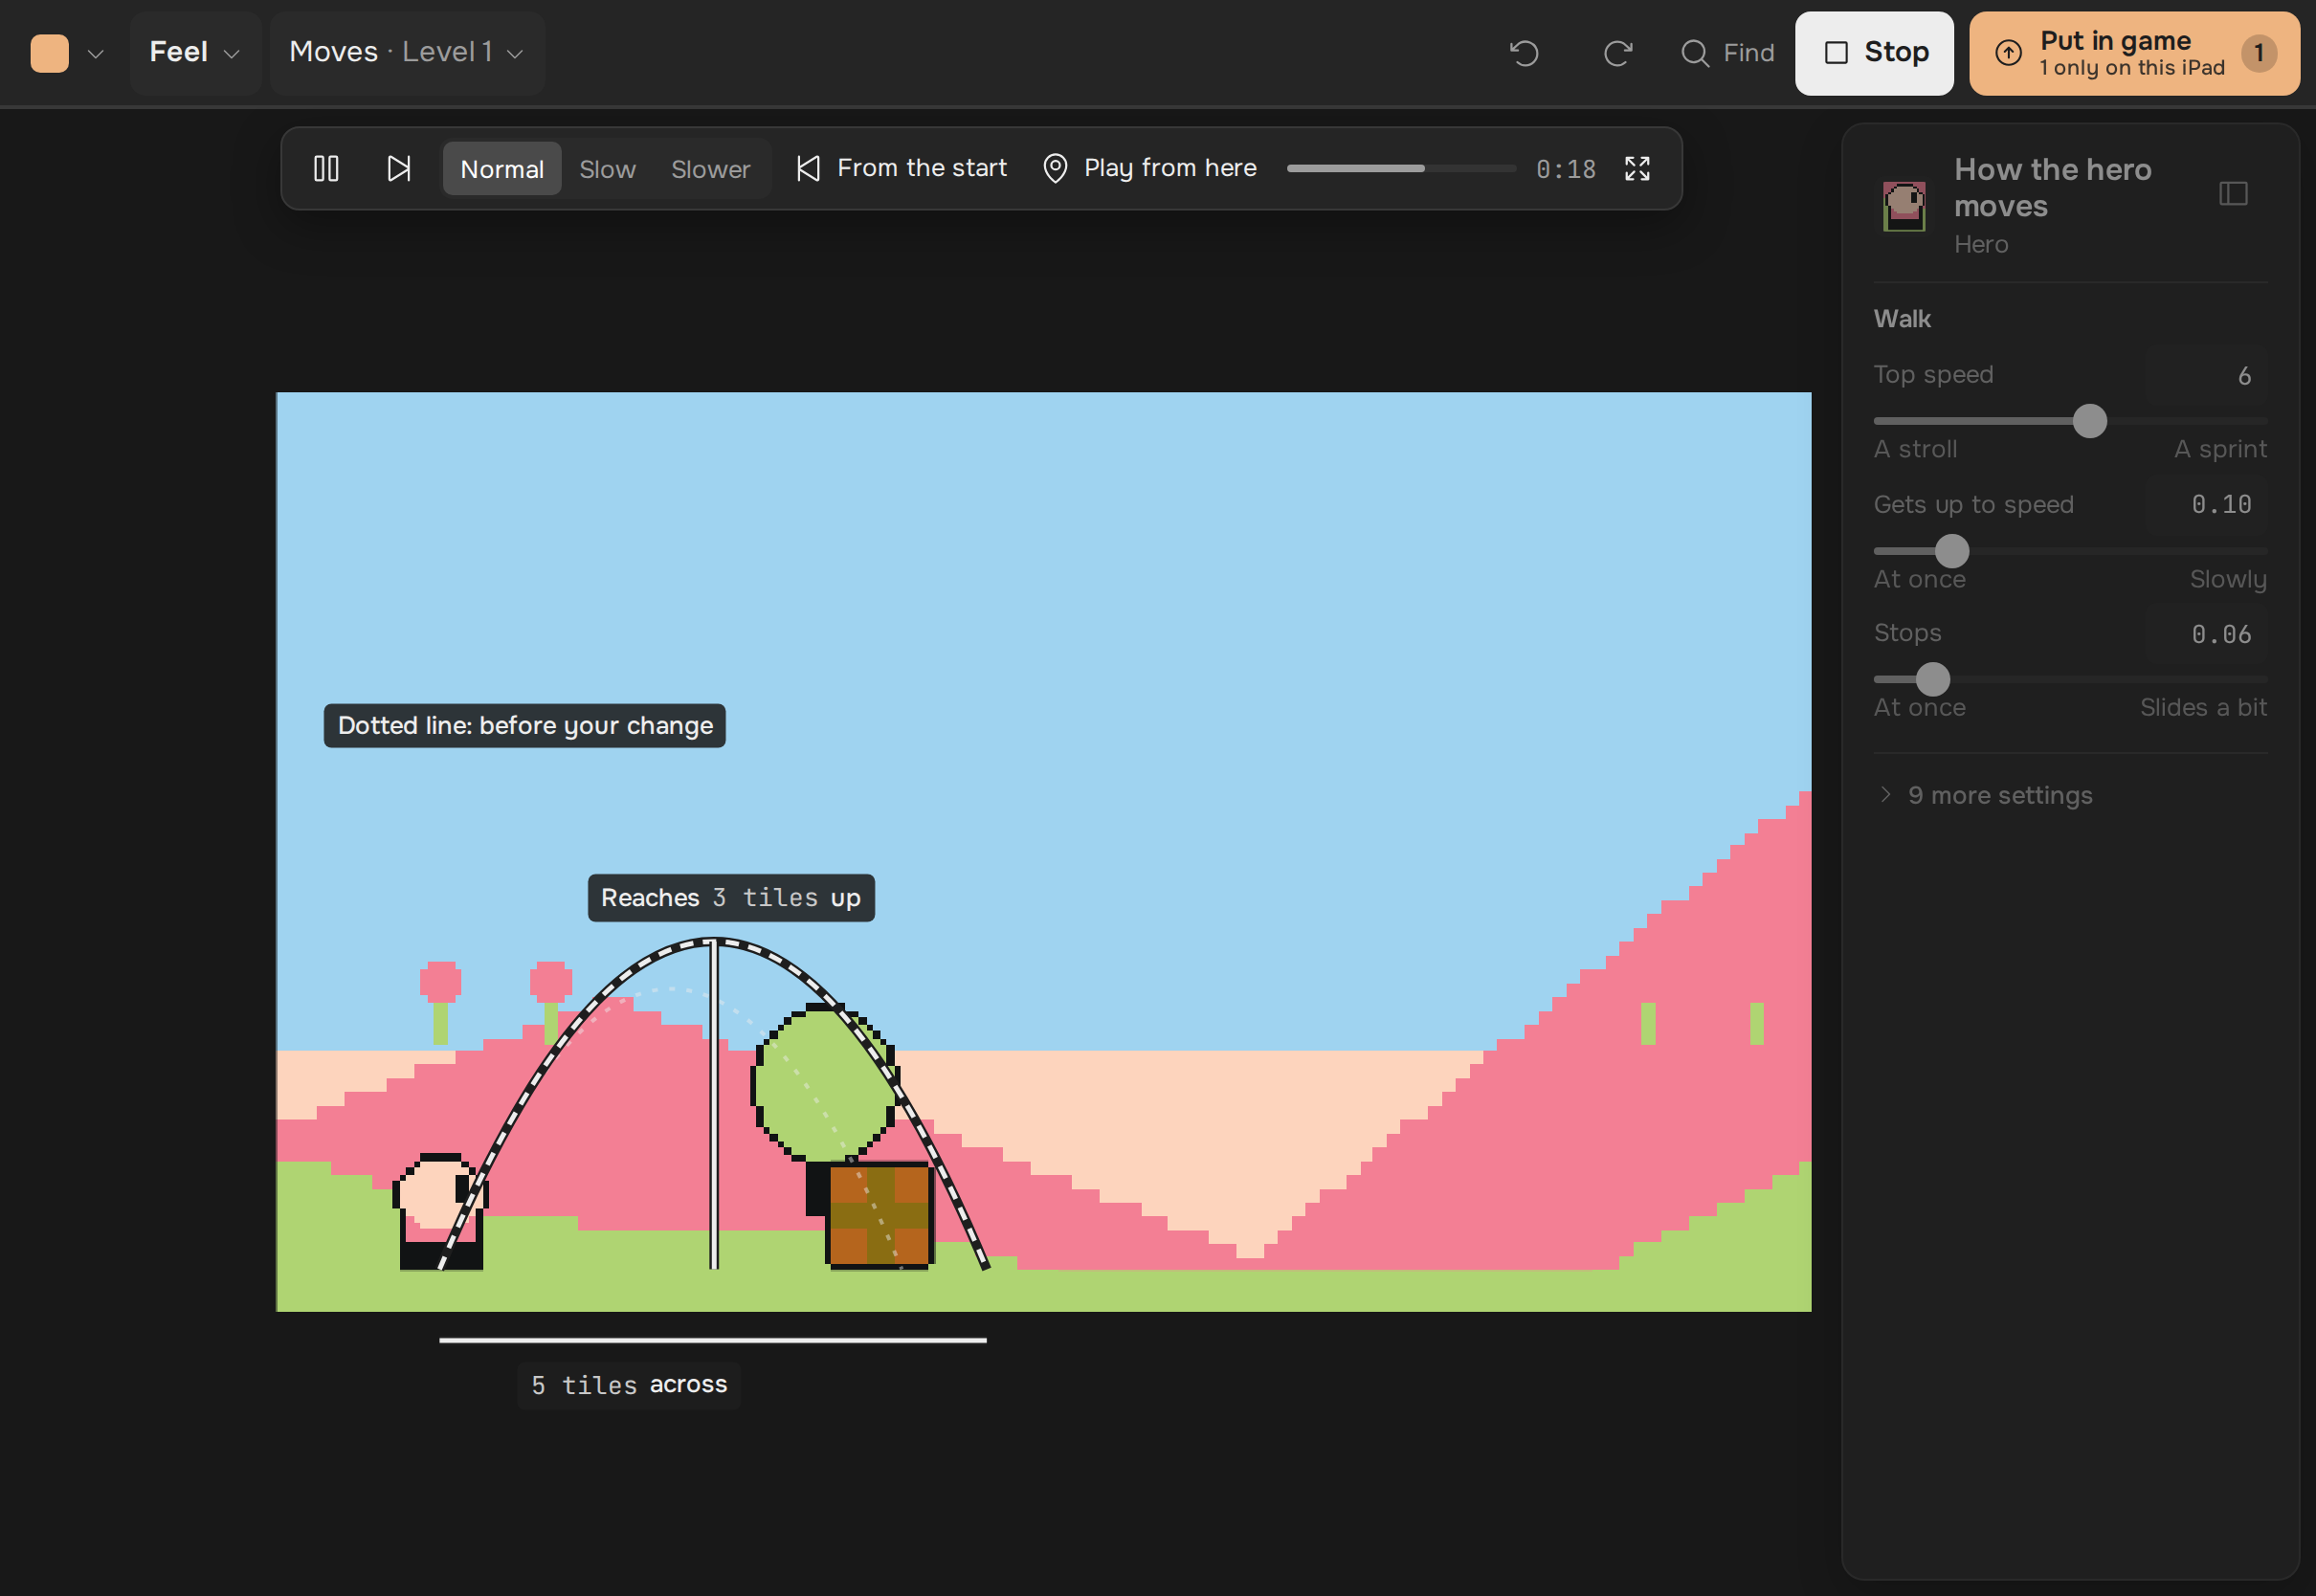 Feel
Moves · Level 1
Find
Stop
Put in game
1 only on this iPad
1
Normal
Slow
Slower
From the start
Play from here
0:18
How the hero
moves
Hero
Walk
Top speed
6
A stroll
A sprint
Gets up to speed
0.10
At once
Slowly
Stops
0.06
At once
Slides a bit
9 more settings
Dotted line: before your change
Reaches 3 tiles up
5 tiles across